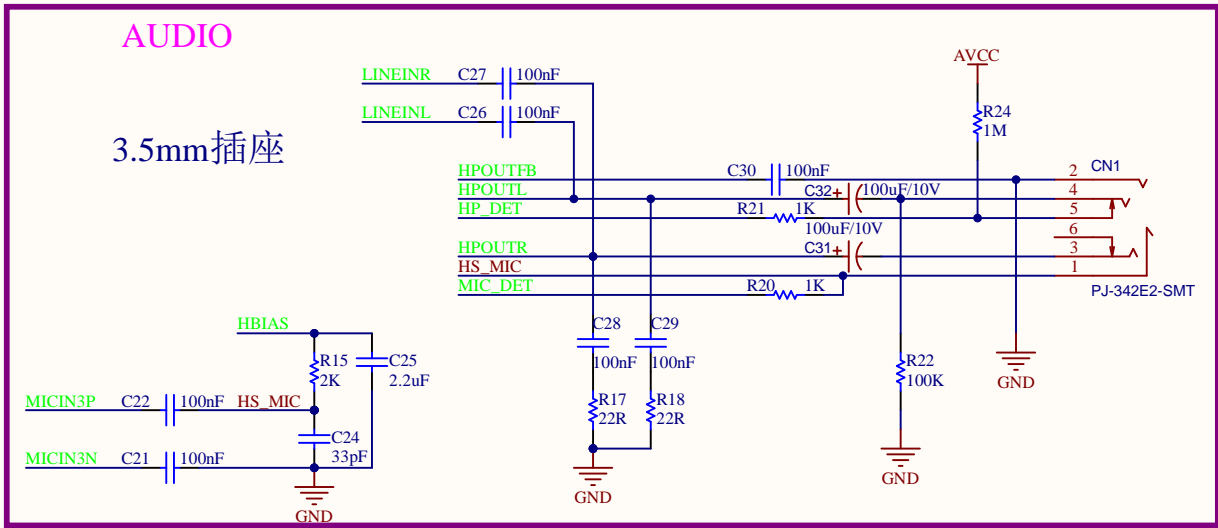 AUDIO
3.5mm插座
LINEINR C27 100nF
LINEINL C26 100nF
AVCC
R24
1M
HPOUTFB C30 100nF 2 CN1
HPOUTL C32+ 100uF/10V 4
HP_DET R21 1K 5
100uF/10V
6
HPOUTR C31+ 3
HS_MIC 1
MIC_DET R20 1K
PJ-342E2-SMT
HBIAS
R15
2K
C25
2.2uF
C28
100nF
C29
100nF
R22
100K
GND
MICIN3P C22 100nF HS_MIC
R17
22R
R18
22R
C24
33pF
MICIN3N C21 100nF
GND
GND
GND